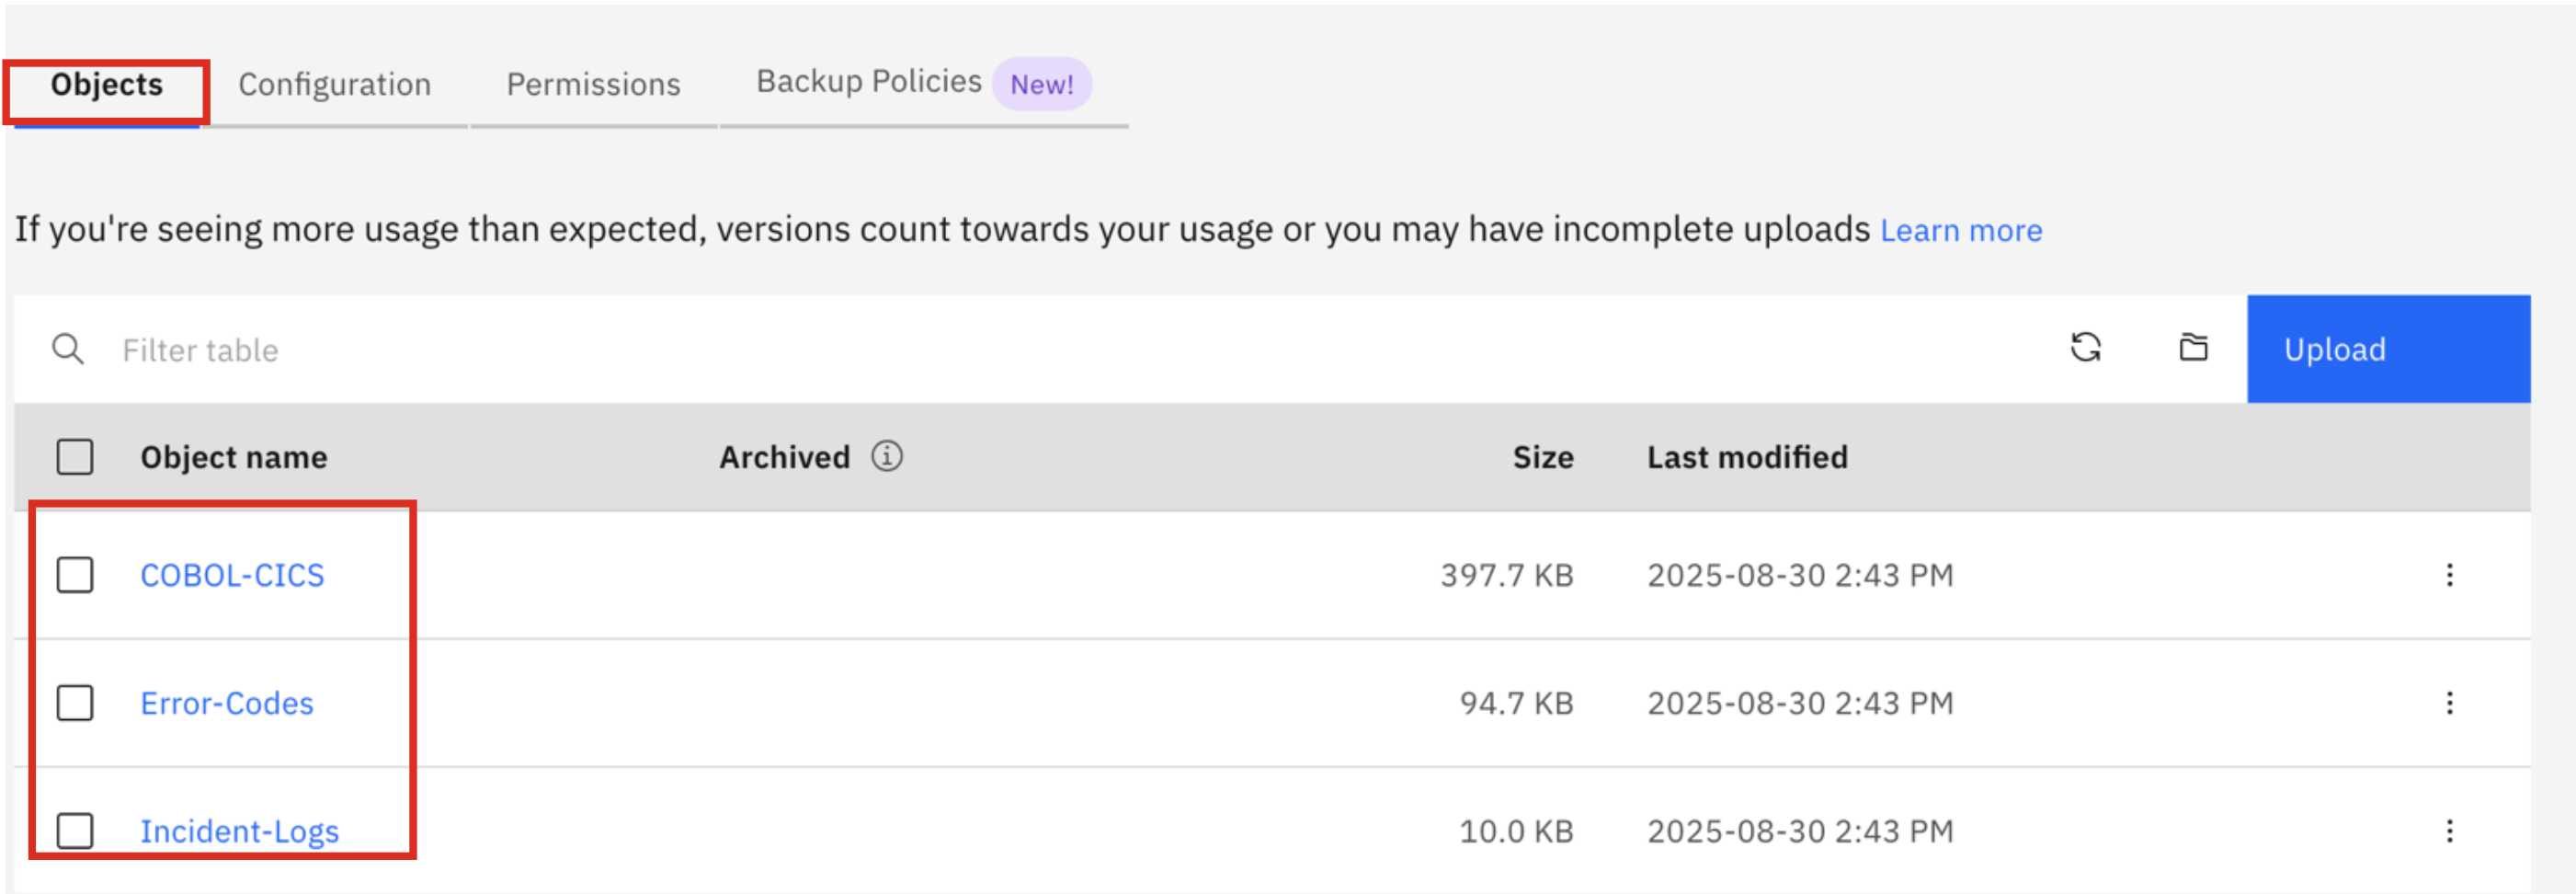 Objects Configuration Permissions Backup Policies New!
If you're seeing more usage than expected, versions count towards your usage or you may have incomplete uploads Learn more
Filter table Upload
Object name Archived Size Last modified
COBOL-CICS 397.7 KB 2025-08-30 2:43 PM
Error-Codes 94.7 KB 2025-08-30 2:43 PM
Incident-Logs 10.0 KB 2025-08-30 2:43 PM